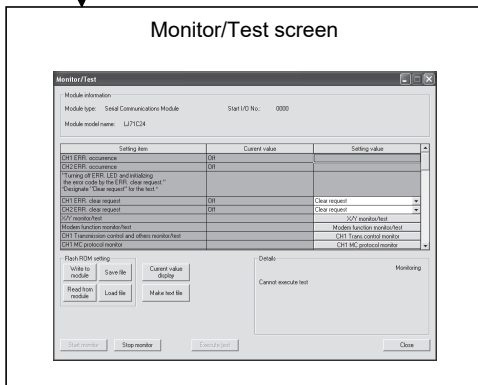 Monitor/Test screen
Monitor/Test
Module information
Module type: Serial Communications Module Start I/O No.: 0000
Module model name: LJ71C24
Setting item Current value Setting value
CH1 ERR. occurrence Off
CH2 ERR. occurrence Off
"Turning off ERR. LED and initializing
the error code by the ERR. clear request."
*Designate "Clear request" for the test.*
CH1 ERR. clear request Off Clear request
CH2 ERR. clear request Off Clear request
X/Y monitor/test X/Y monitor/test
Modem function monitor/test Modem function monitor/test
CH1 Transmission control and others monitor/test CH1 Trans.control monitor
CH1 MC protocol monitor CH1 MC protocol monitor
Flash ROM setting
Write to module
Save file
Current value display
Read from module
Load file
Make text file
Details
Monitoring
Cannot execute test
Start monitor Stop monitor Execute test Close